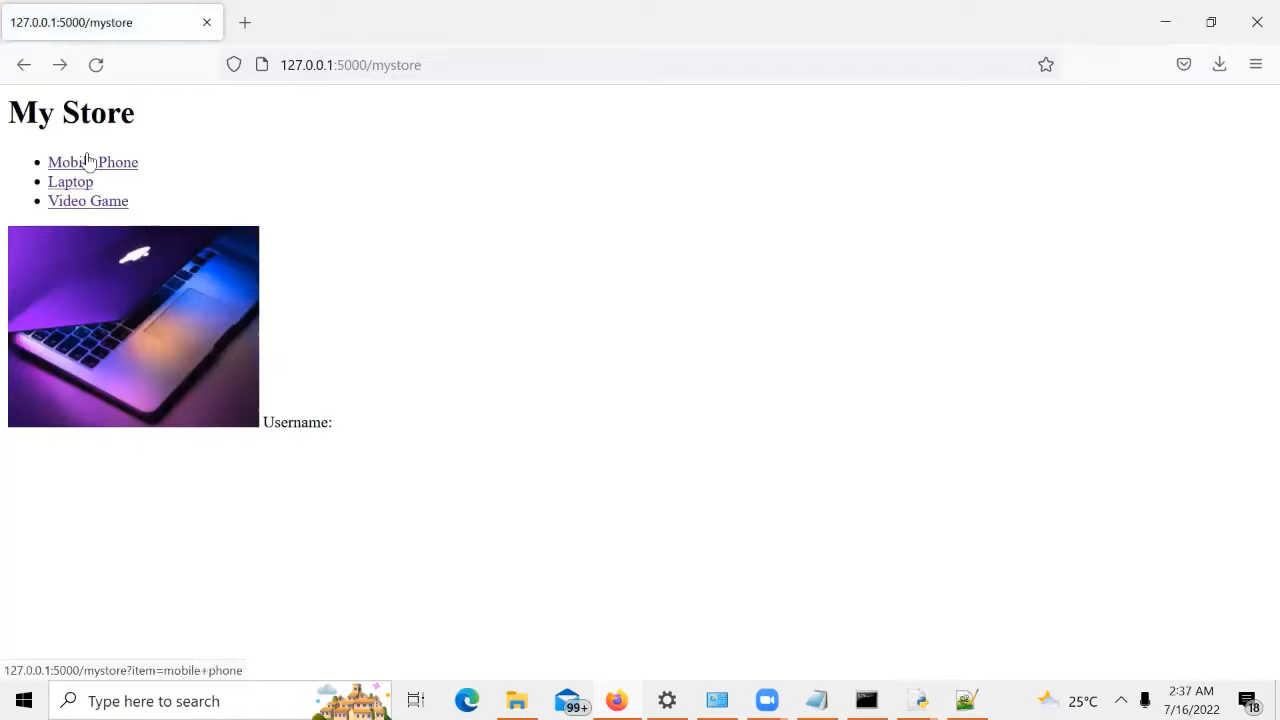 127.0.0.1:5000/mystore
127.0.0.1:5000/mystore
My Store
Mobile Phone
Laptop
Video Game
Username:
127.0.0.1:5000/mystore?item=mobile+phone
Type here to search
99+
25°C
2:37 AM
7/16/2022
18